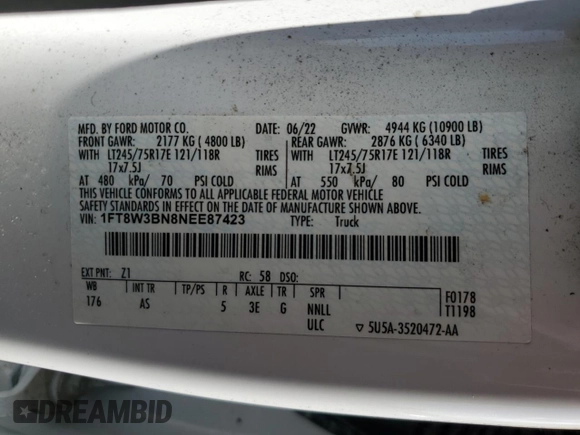 MFD. BY FORD MOTOR CO. DATE: 06/22 GVWR: 4944 KG (10900 LB)
FRONT GAWR: 2177 KG ( 4800 LB) REAR GAWR: 2876 KG ( 6340 LB)
WITH LT245/75R17E 121/118R TIRES WITH LT245/75R17E 121/118R TIRES
17x7.5J RIMS 17x7.5J RIMS
AT 480 kPa/ 70 PSI COLD AT 550 kPa/ 80 PSI COLD
THIS VEHICLE CONFORMS TO ALL APPLICABLE FEDERAL MOTOR VEHICLE
SAFETY STANDARDS IN EFFECT ON THE DATE OF MANUFACTURE SHOWN ABOVE.
VIN: 1FT8W3BN8NEE87423 TYPE: Truck
EXT PNT: Z1 RC: 58 DSO:
WB INT TR TP/PS R AXLE TR SPR F0178
176 AS 5 3E G NNLL T1198
ULC ▽ 5U5A-3520472-AA
DREAMBID